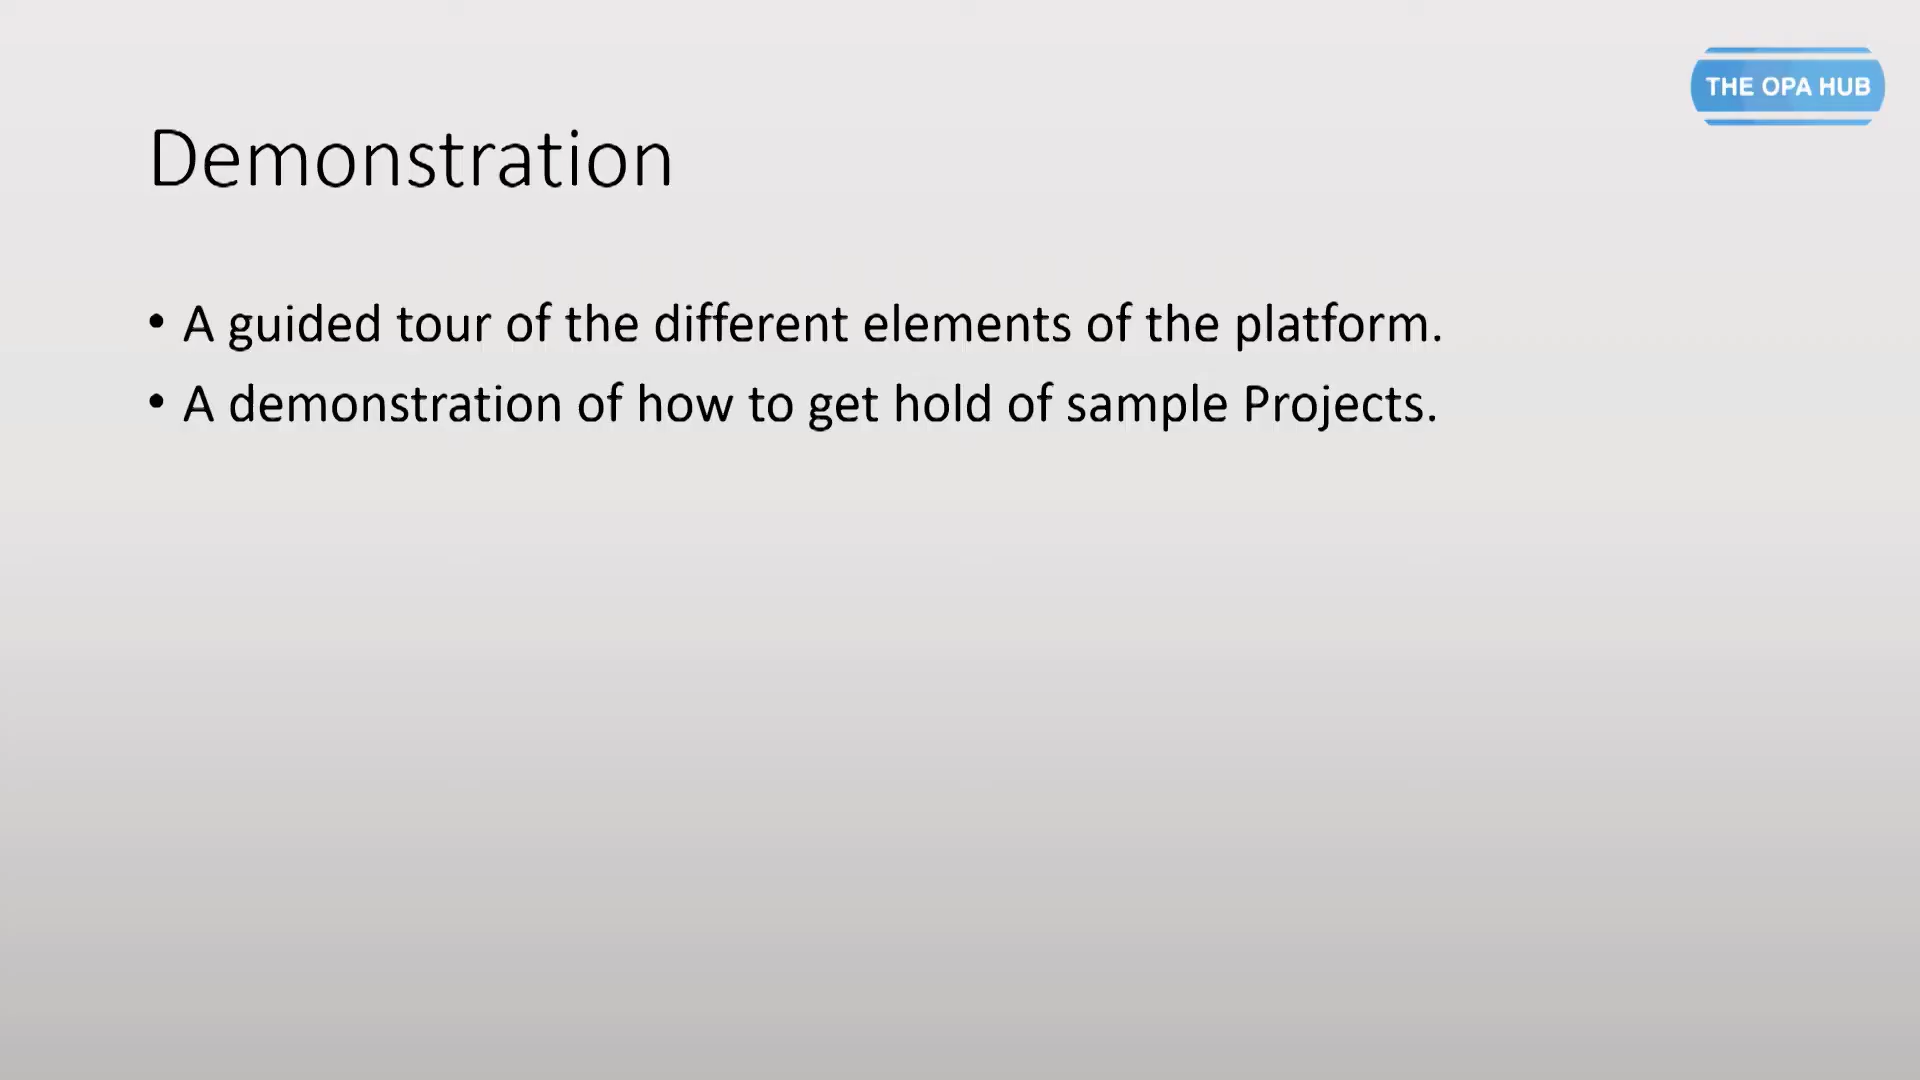 THE OPA HUB
Demonstration
• A guided tour of the different elements of the platform.
• A demonstration of how to get hold of sample Projects.